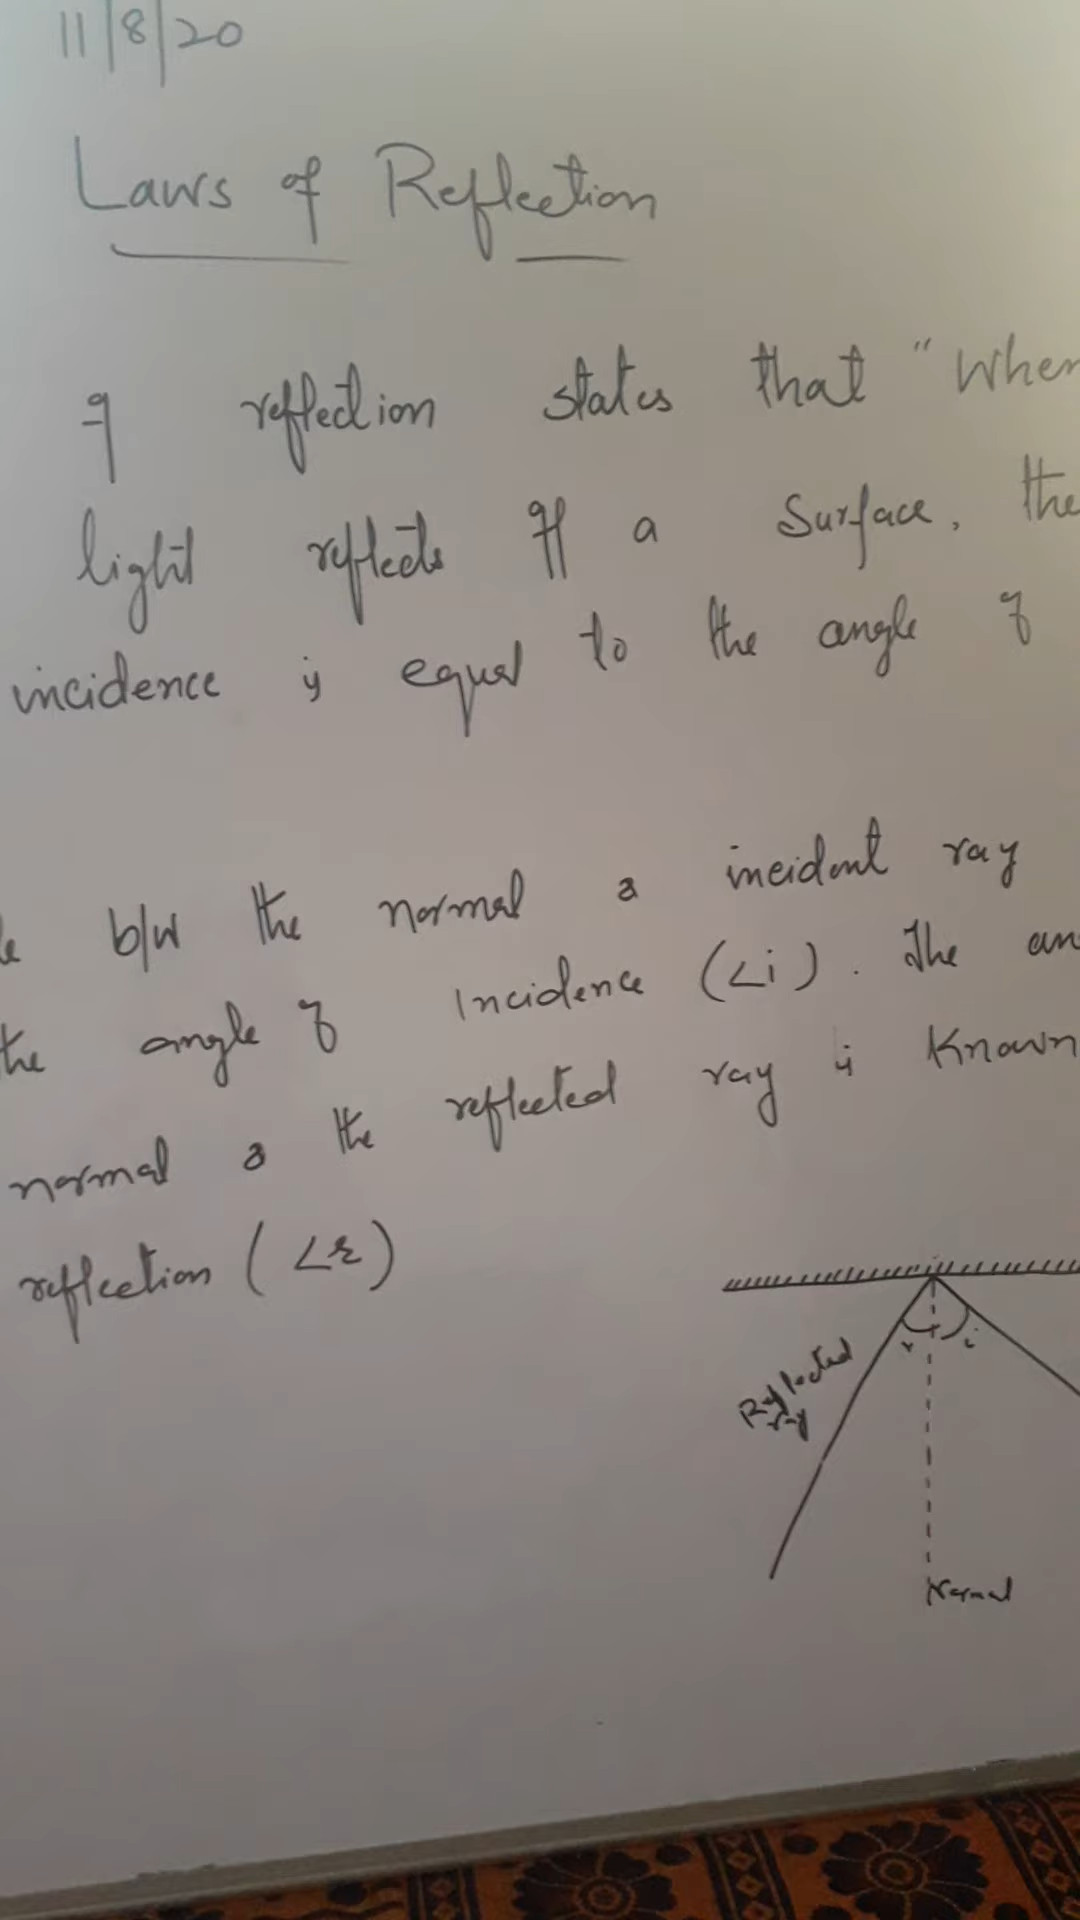 11/8/20
Laws of Reflection
of reflection states that "When
light reflects off a surface, the
incidence is equal to the angle of
b/w the normal & incident ray
the angle of Incidence (∠i). The an
normal & the reflected ray is known
reflection (∠r)
r i
Reflected
ray
Normal